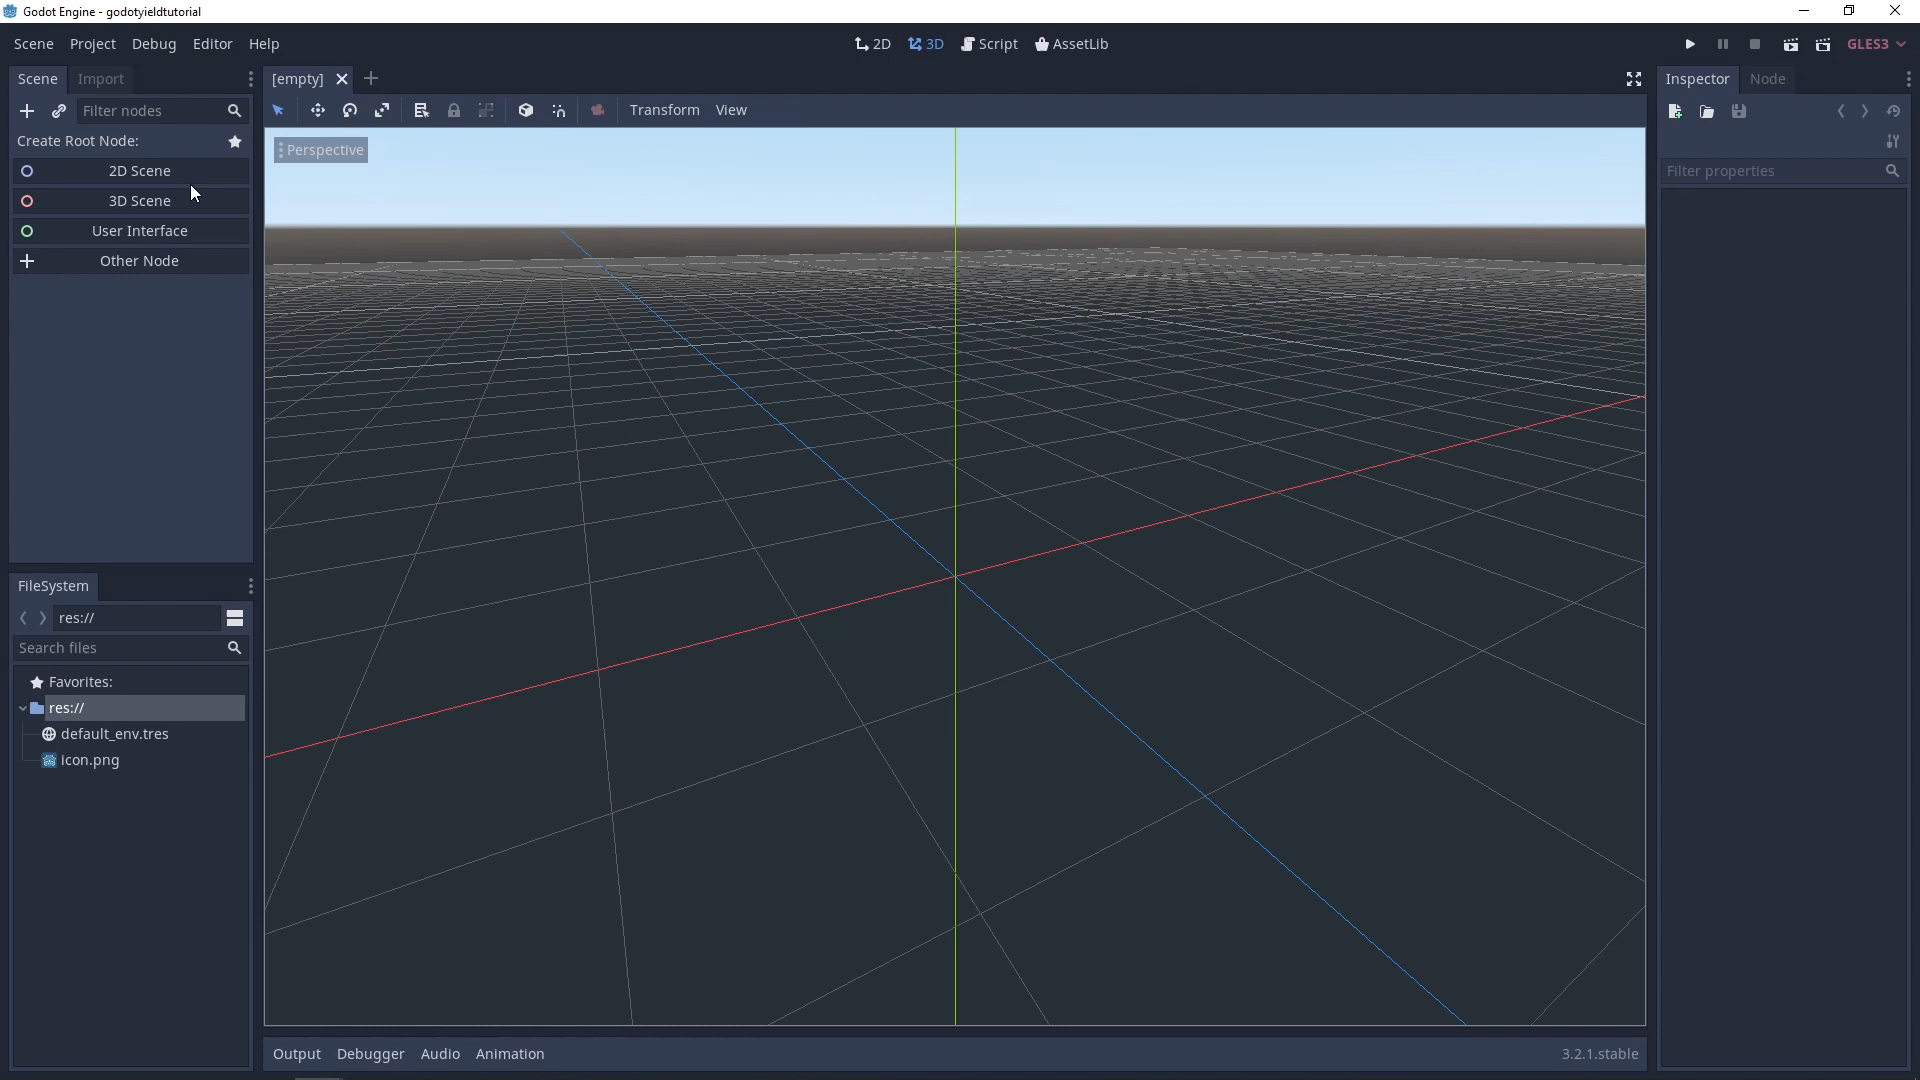 Godot Engine - godotyieldtutorial
Scene Project Debug Editor Help
2D 3D Script AssetLib
GLES3
Scene Import
[empty]
Inspector Node
Filter nodes
Transform View
Create Root Node:
Perspective
2D Scene
Filter properties
3D Scene
User Interface
Other Node
FileSystem
res://
Search files
Favorites:
res://
default_env.tres
icon.png
Output Debugger Audio Animation
3.2.1.stable